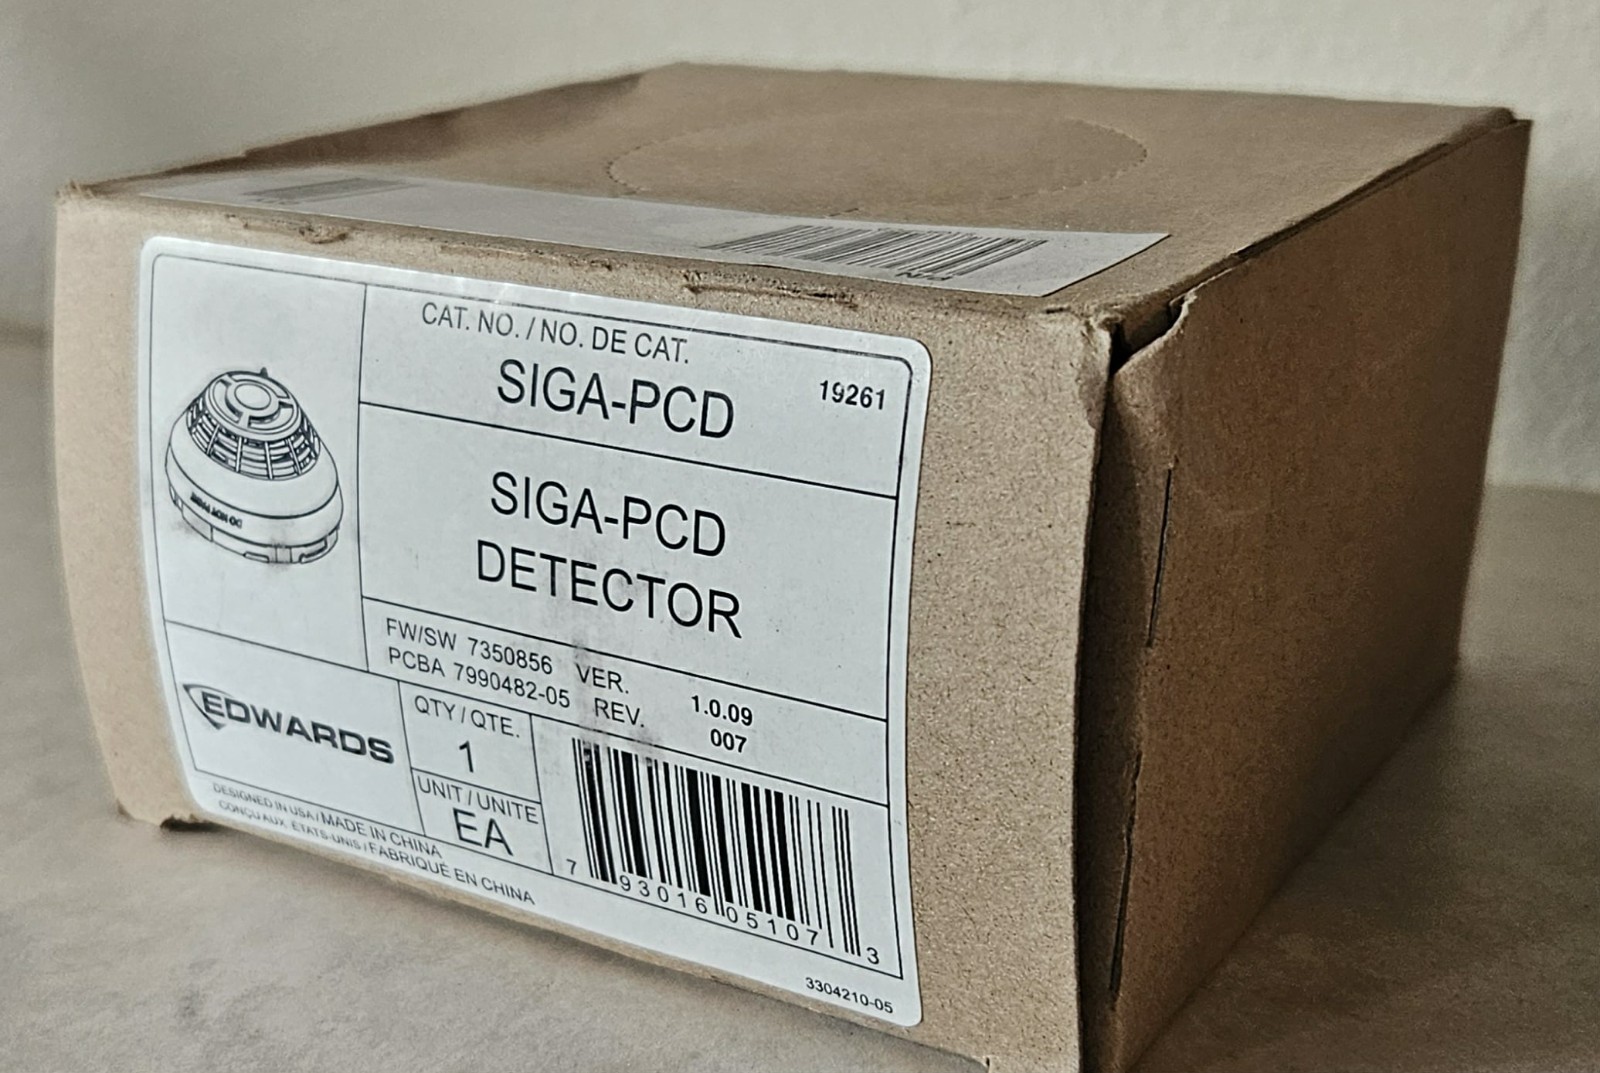 CAT. NO. / NO. DE CAT.
SIGA-PCD
19261
SIGA-PCD
DETECTOR
FW/SW 7350856 VER. 1.0.09
PCBA 7990482-05 REV. 007
EDWARDS
QTY / QTE.
1
UNIT / UNITE
EA
7 93016 05107 3
DESIGNED IN USA / MADE IN CHINA
CONÇU AUX ÉTATS-UNIS / FABRIQUÉ EN CHINA
3304210-05